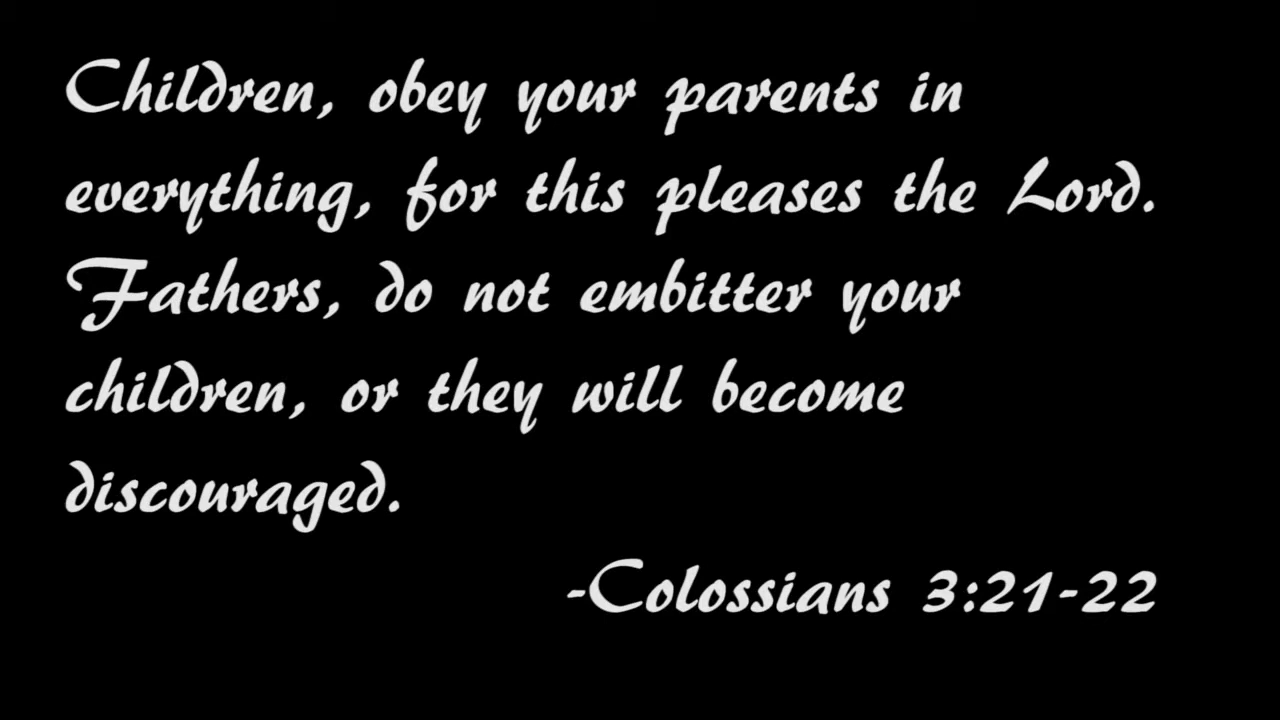 Children, obey your parents in
everything, for this pleases the Lord.
Fathers, do not embitter your
children, or they will become
discouraged.
-Colossians 3:21-22